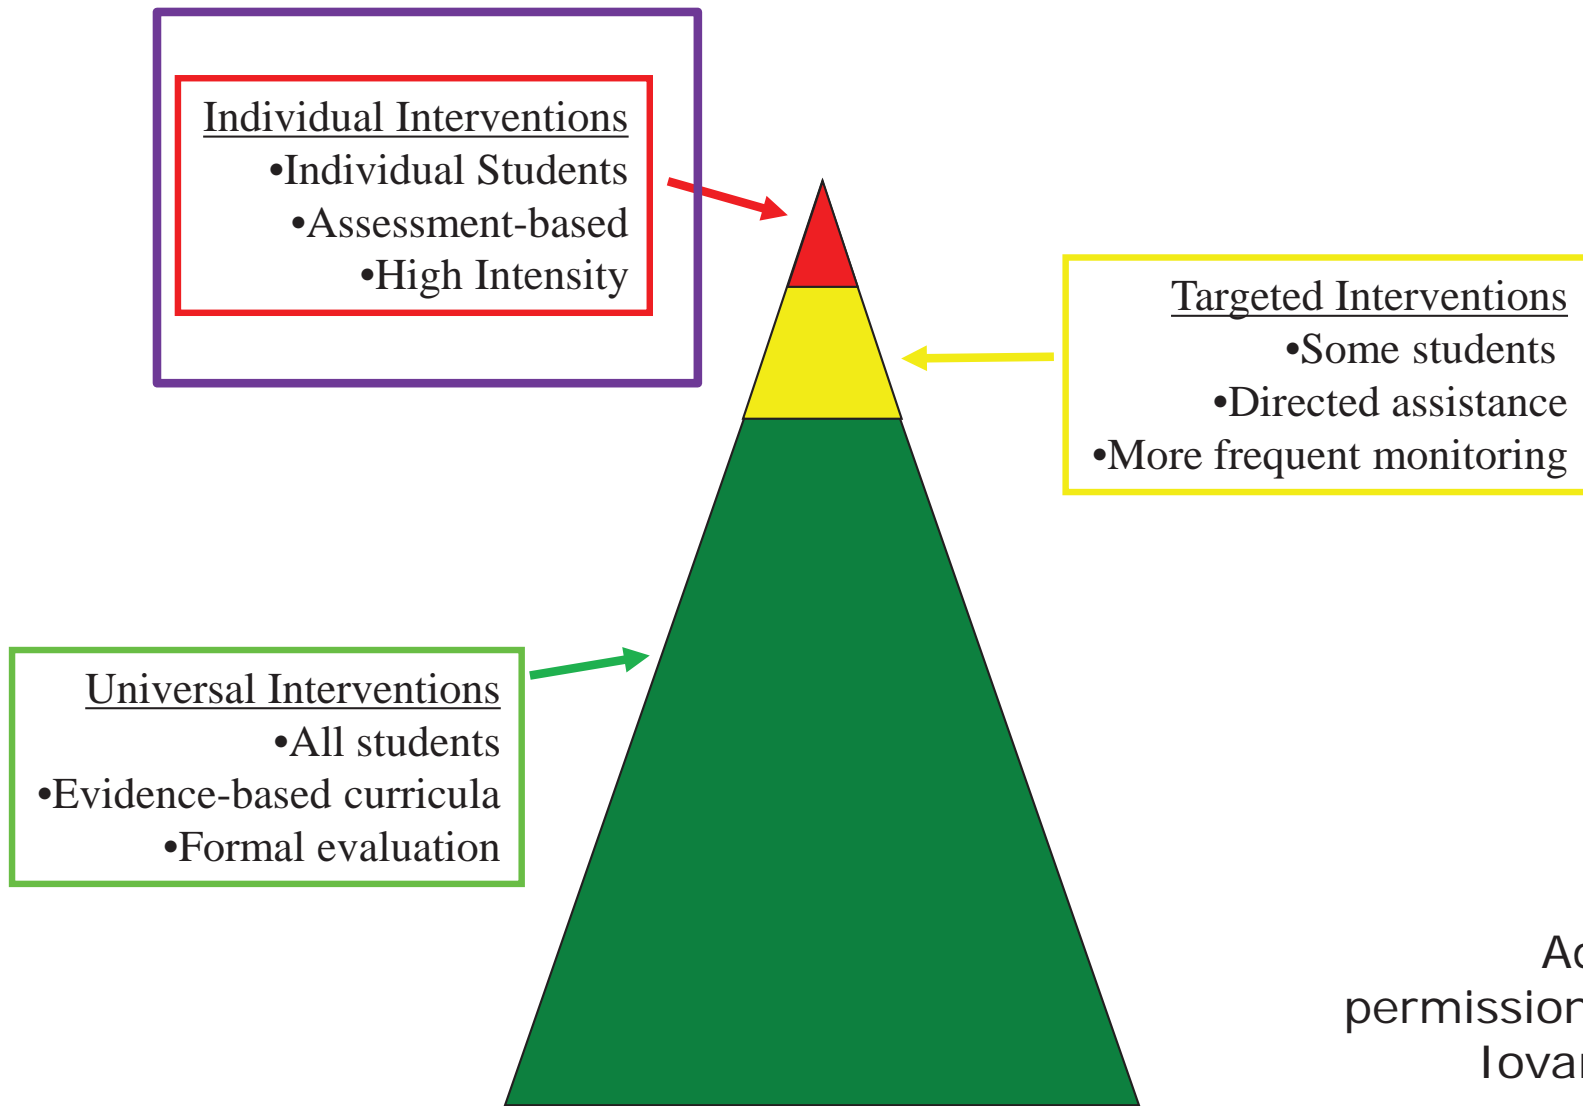 Individual Interventions
•Individual Students
•Assessment-based
•High Intensity
Targeted Interventions
•Some students
•Directed assistance
•More frequent monitoring
Universal Interventions
•All students
•Evidence-based curricula
•Formal evaluation
permission